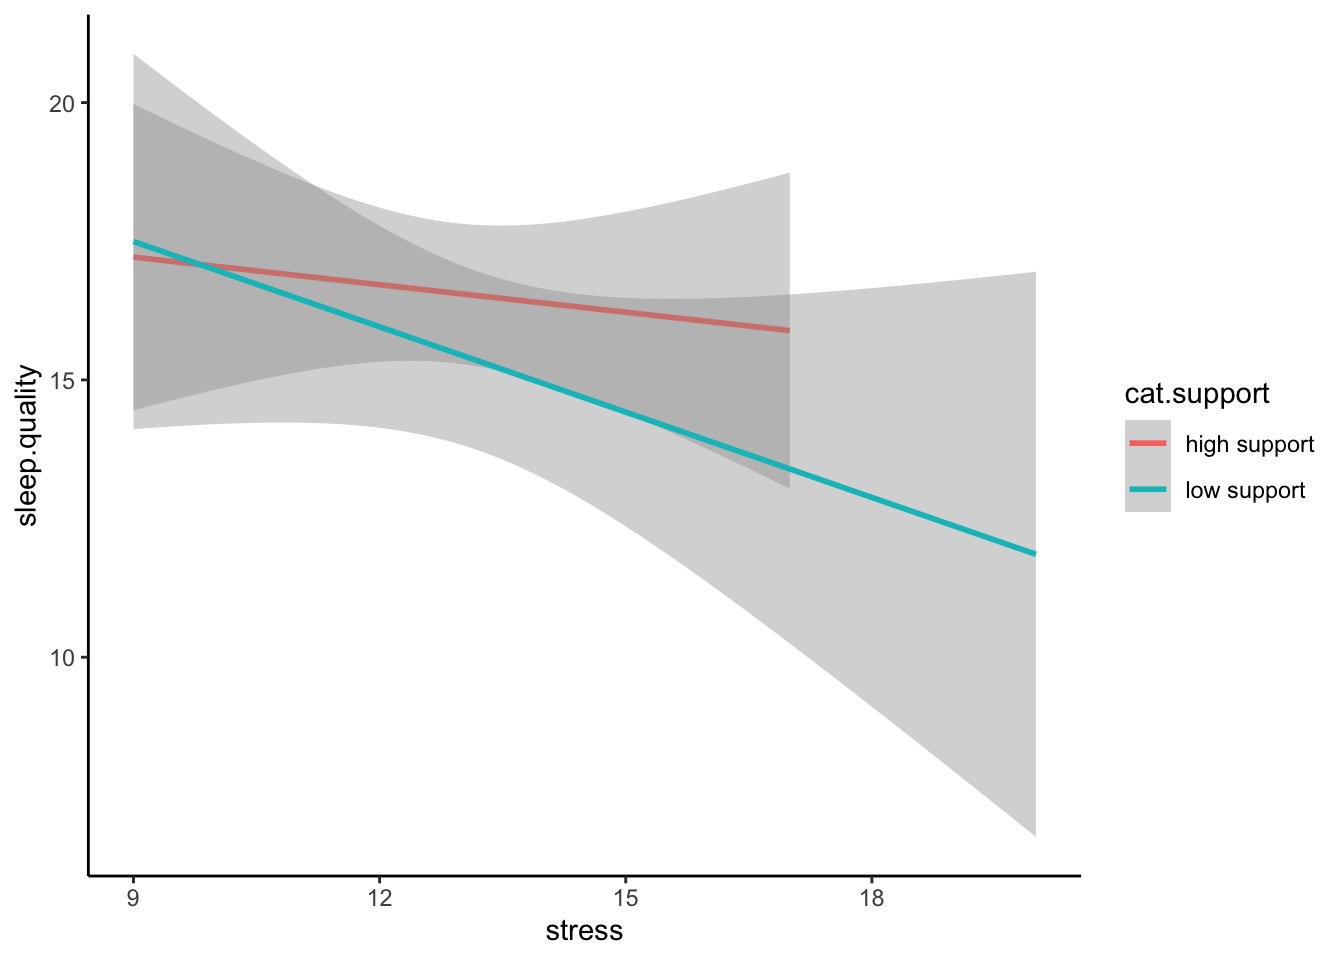 20
15
10
sleep.quality
9 12 15 18
stress
cat.support
high support
low support